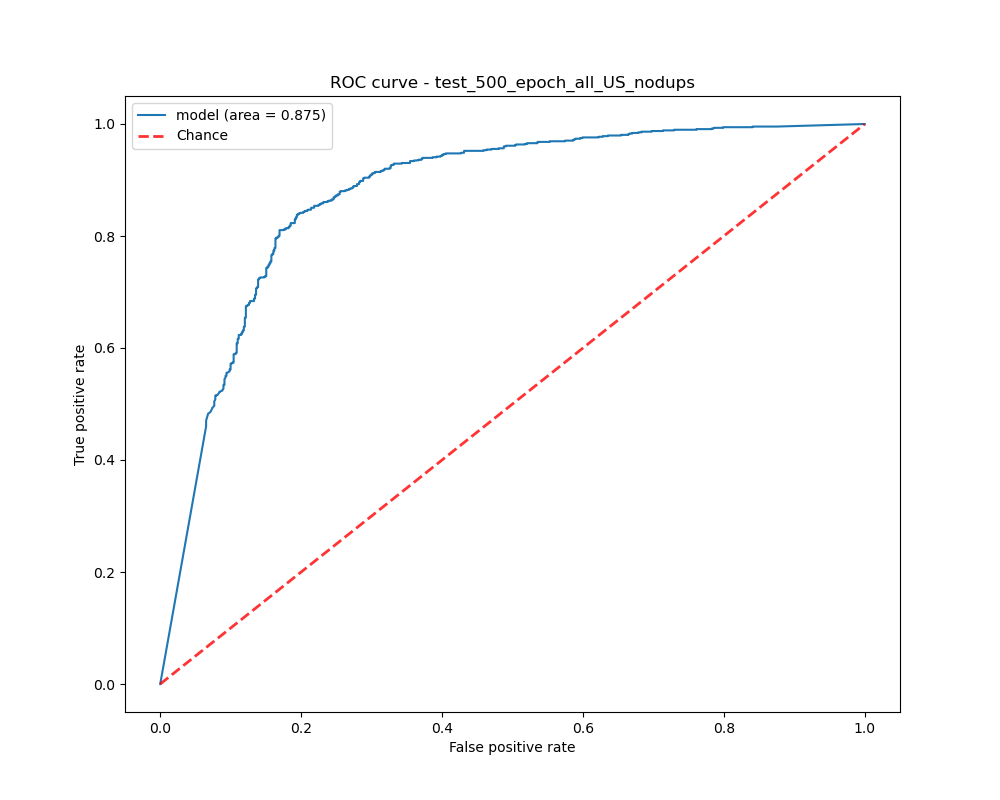 ROC curve - test_500_epoch_all_US_nodups
model (area = 0.875)
Chance
1.0
0.8
0.6
0.4
0.2
0.0
True positive rate
0.0 0.2 0.4 0.6 0.8 1.0
False positive rate